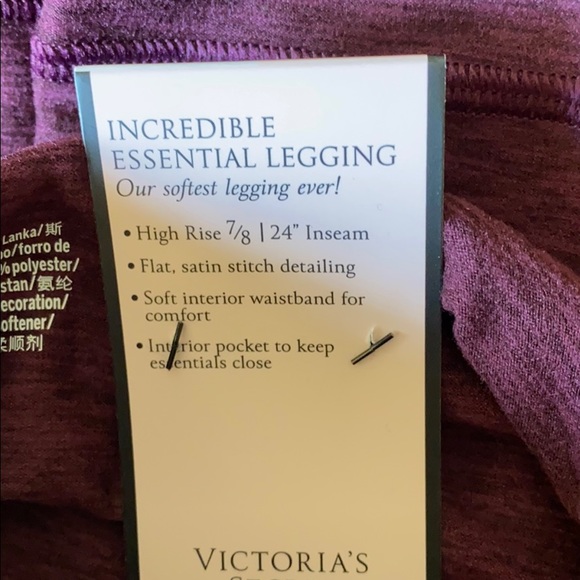 INCREDIBLE
ESSENTIAL LEGGING
Our softest legging ever!
• High Rise 7/8 | 24" Inseam
• Flat, satin stitch detailing
• Soft interior waistband for
comfort
• Interior pocket to keep
essentials close
VICTORIA'S
Lanka/斯
/forro de
%polyester/
stan/氨纶
ecoration/
oftener/
柔顺剂